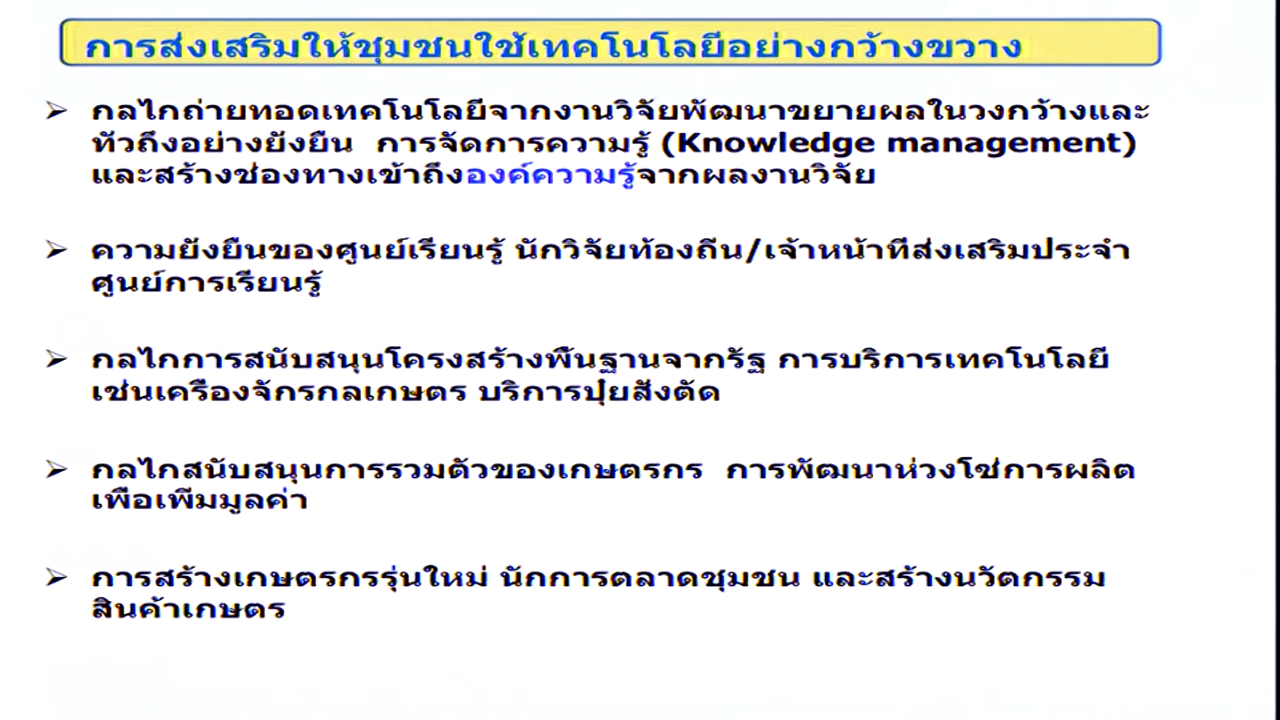 การส่งเสริมให้ชุมชนใช้เทคโนโลยีอย่างกว้างขวาง
➢ กลไกถ่ายทอดเทคโนโลยีจากงานวิจัยพัฒนาขยายผลในวงกว้างและ
ทั่วถึงอย่างยั่งยืน การจัดการความรู้ (Knowledge management)
และสร้างช่องทางเข้าถึงองค์ความรู้จากผลงานวิจัย
➢ ความยั่งยืนของศูนย์เรียนรู้ นักวิจัยท้องถิ่น/เจ้าหน้าที่ส่งเสริมประจำ
ศูนย์การเรียนรู้
➢ กลไกการสนับสนุนโครงสร้างพื้นฐานจากรัฐ การบริการเทคโนโลยี
เช่นเครื่องจักรกลเกษตร บริการปุ๋ยสั่งตัด
➢ กลไกสนับสนุนการรวมตัวของเกษตรกร การพัฒนาห่วงโซ่การผลิต
เพื่อเพิ่มมูลค่า
➢ การสร้างเกษตรกรรุ่นใหม่ นักการตลาดชุมชน และสร้างนวัตกรรม
สินค้าเกษตร